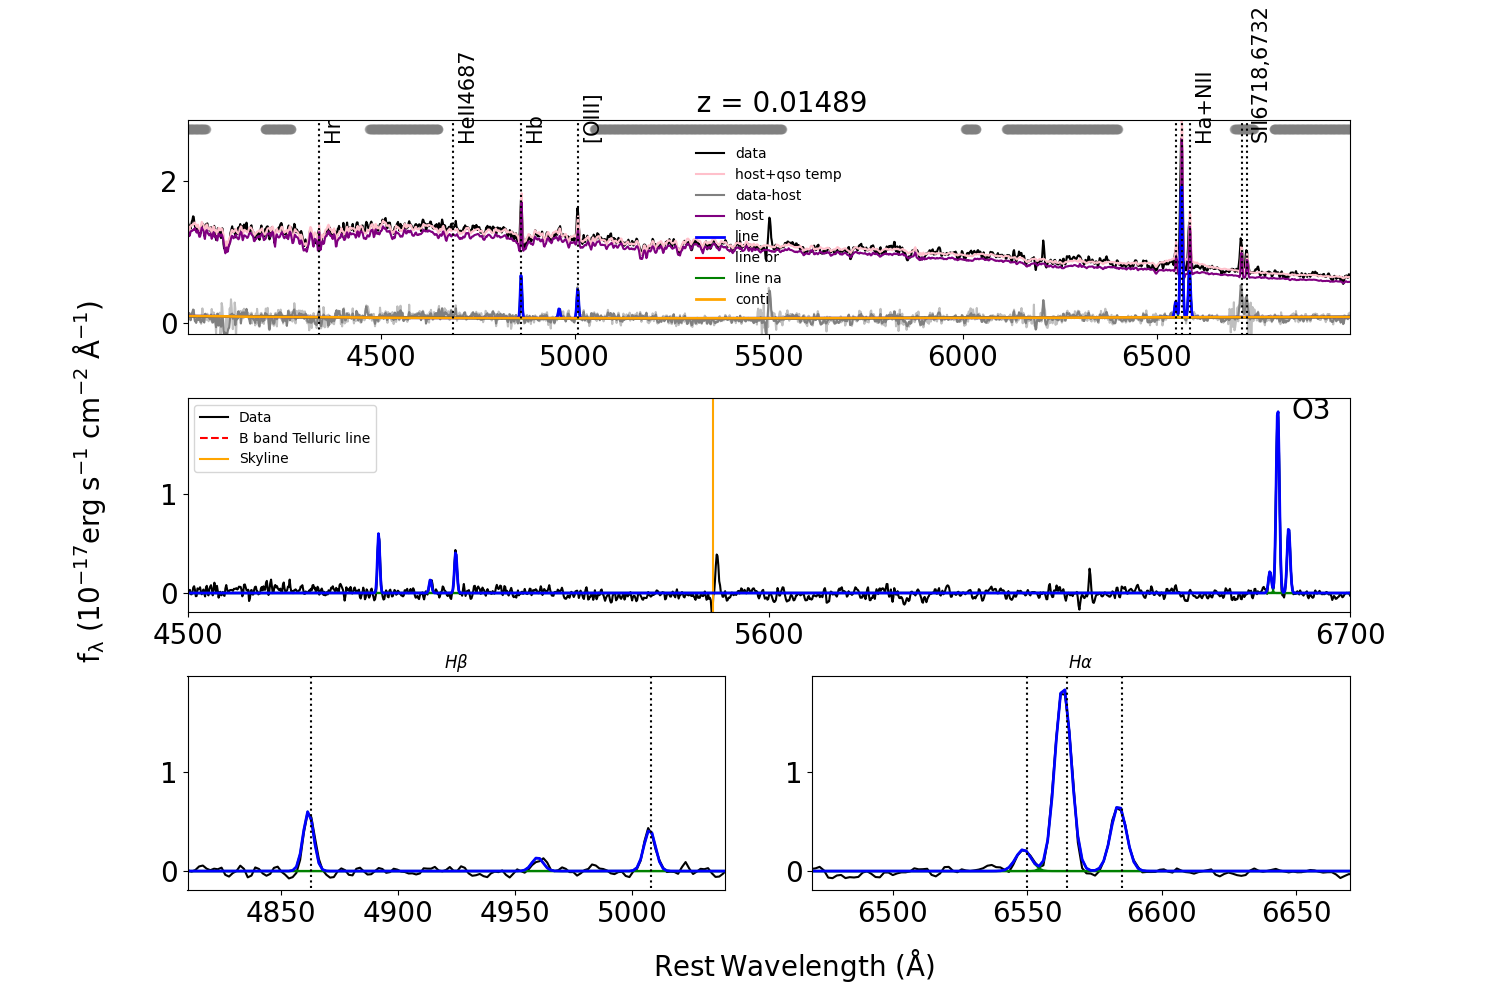 z = 0.01489
Hr
HeII4687
Hb
[OIII]
Ha+NII
SII6718,6732
data
host+qso temp
data-host
host
line
line br
line na
conti
2
0
4500 5000 5500 6000 6500
fλ (10−17erg s−1 cm−2 Å−1)
Data
B band Telluric line
Skyline
O3
1
0
4500 5600 6700
Hβ
1
0
4850 4900 4950 5000
Hα
1
0
6500 6550 6600 6650
Rest Wavelength (Å)